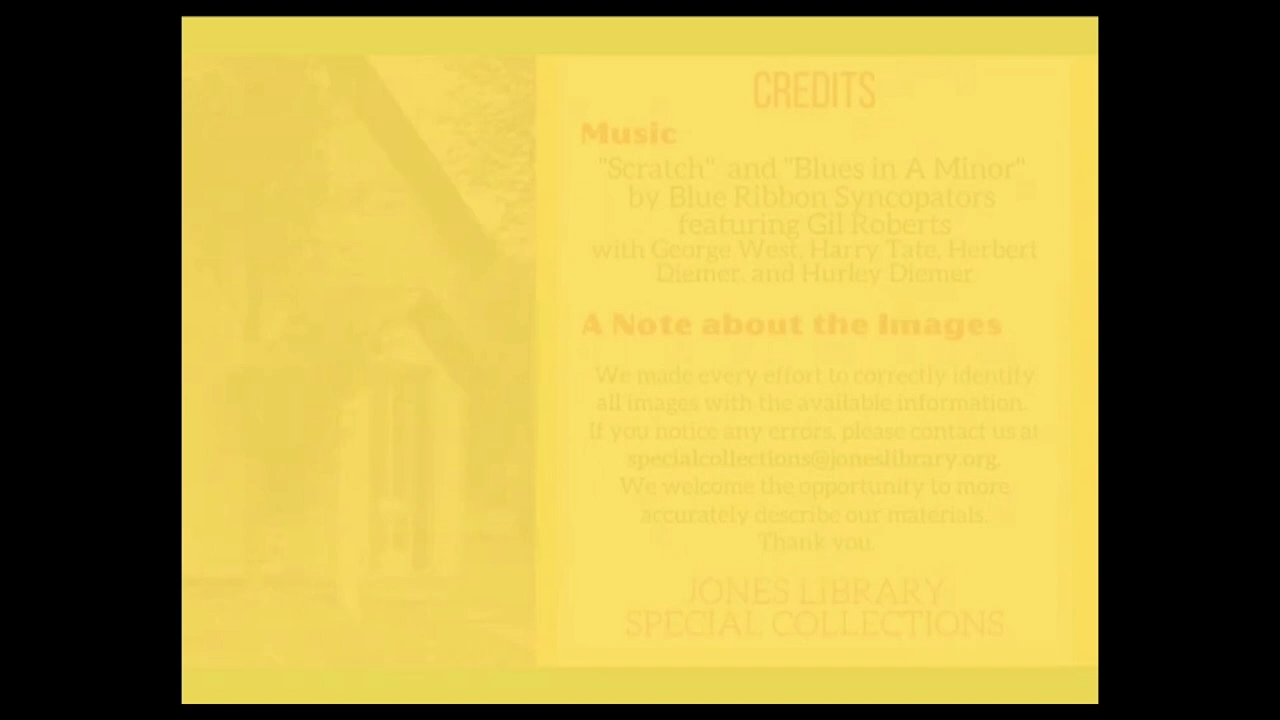 CREDITS
Music
"Scratch" and "Blues in A Minor"
by Blue Ribbon Syncopators
featuring Gil Roberts
with George West, Harry Tate, Herbert
Diemer, and Hurley Diemer
A Note about the Images
We made every effort to correctly identify
all images with the available information.
If you notice any errors, please contact us at
specialcollections@joneslibrary.org.
We welcome the opportunity to more
accurately describe our materials.
Thank you.
JONES LIBRARY
SPECIAL COLLECTIONS